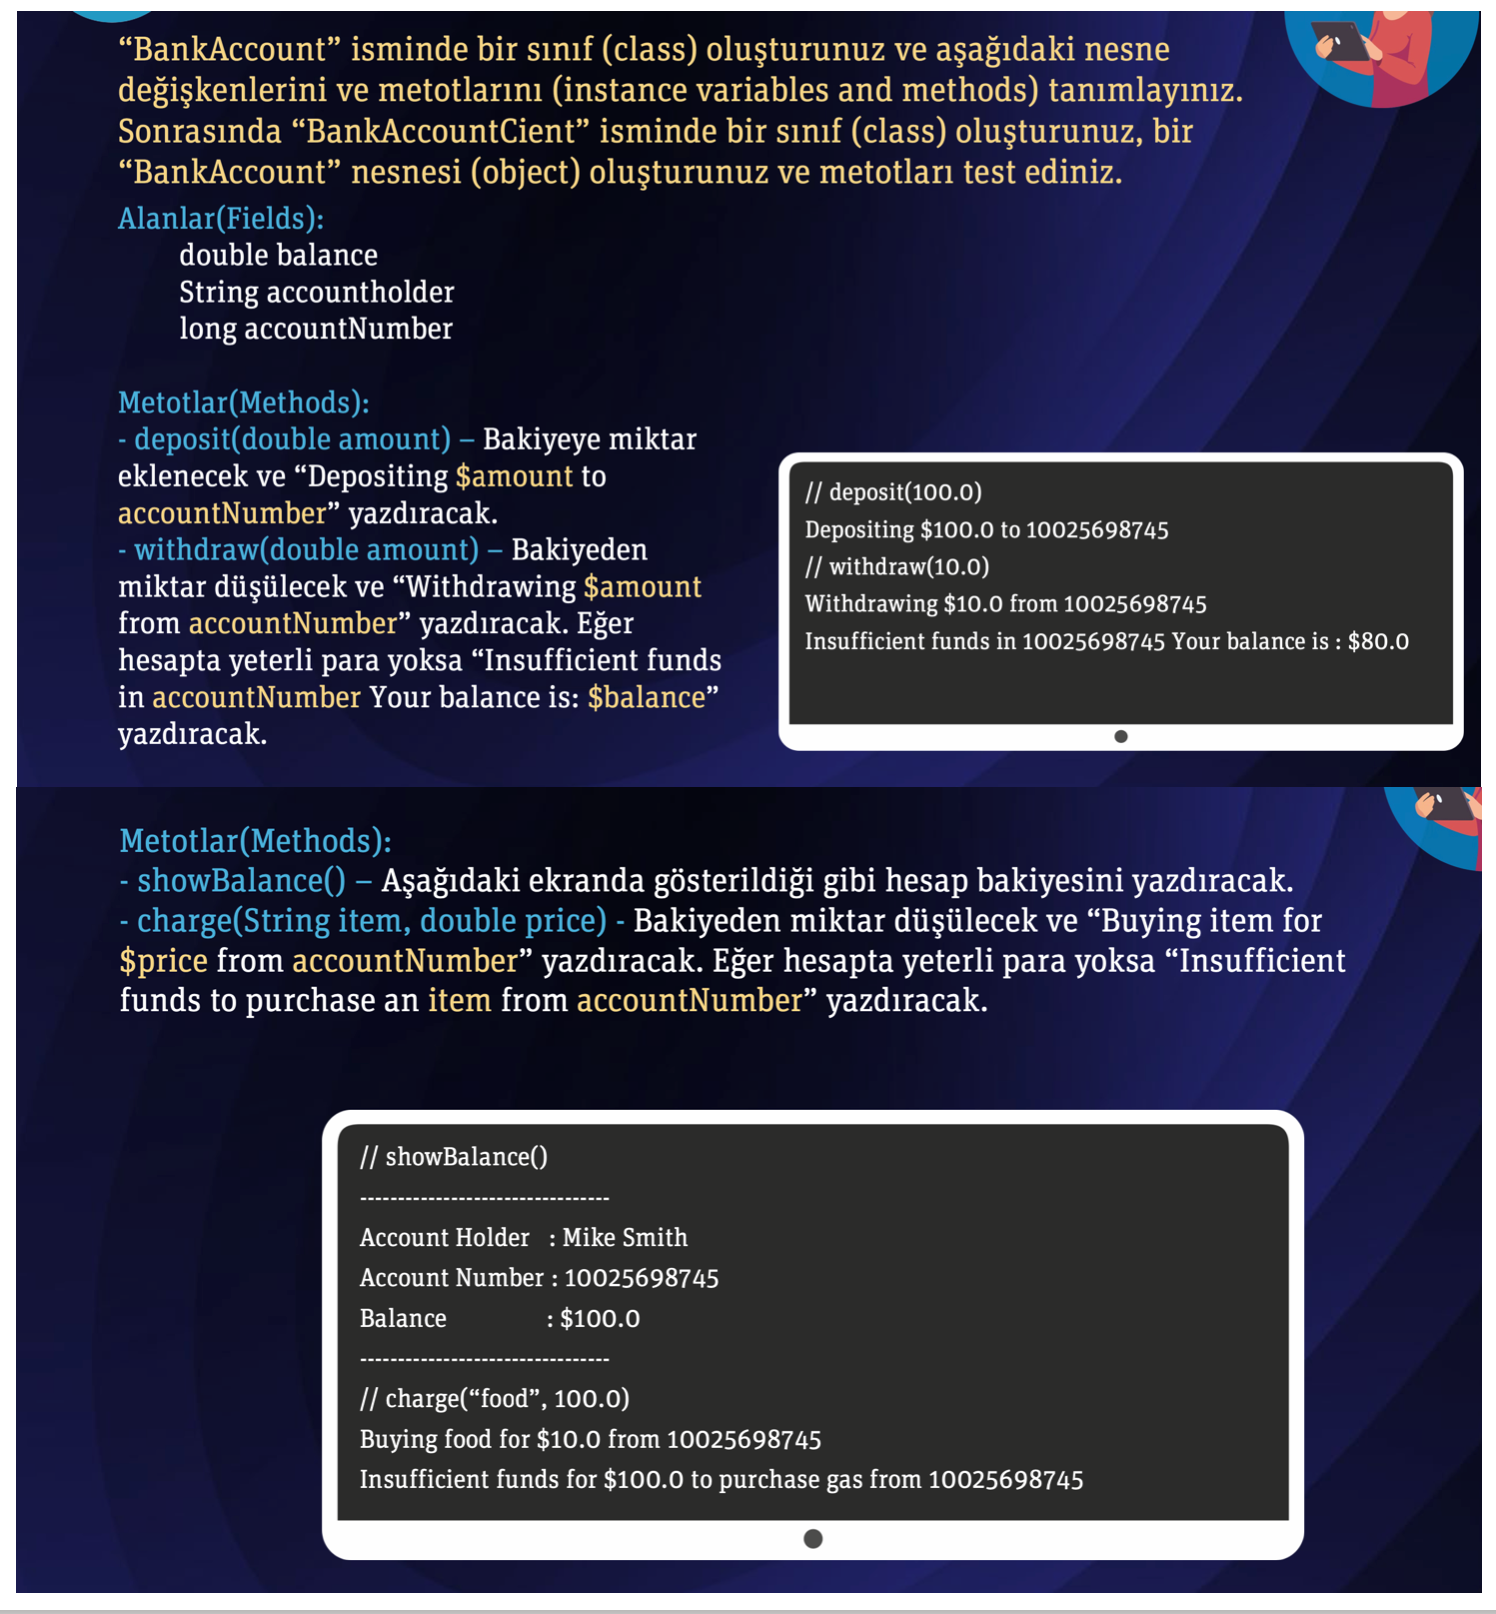 “BankAccount” isminde bir sınıf (class) oluşturunuz ve aşağıdaki nesne
değişkenlerini ve metotlarını (instance variables and methods) tanımlayınız.
Sonrasında “BankAccountCient” isminde bir sınıf (class) oluşturunuz, bir
“BankAccount” nesnesi (object) oluşturunuz ve metotları test ediniz.
Alanlar(Fields):
double balance
String accountholder
long accountNumber
Metotlar(Methods):
- deposit(double amount) – Bakiyeye miktar
eklenecek ve “Depositing $amount to
accountNumber” yazdıracak.
- withdraw(double amount) – Bakiyeden
miktar düşülecek ve “Withdrawing $amount
from accountNumber” yazdıracak. Eğer
hesapta yeterli para yoksa “Insufficient funds
in accountNumber Your balance is: $balance”
yazdıracak.
// deposit(100.0)
Depositing $100.0 to 10025698745
// withdraw(10.0)
Withdrawing $10.0 from 10025698745
Insufficient funds in 10025698745 Your balance is : $80.0
Metotlar(Methods):
- showBalance() – Aşağıdaki ekranda gösterildiği gibi hesap bakiyesini yazdıracak.
- charge(String item, double price) - Bakiyeden miktar düşülecek ve “Buying item for
$price from accountNumber” yazdıracak. Eğer hesapta yeterli para yoksa “Insufficient
funds to purchase an item from accountNumber” yazdıracak.
// showBalance()
---------------------------------
Account Holder : Mike Smith
Account Number : 10025698745
Balance : $100.0
---------------------------------
// charge(“food”, 100.0)
Buying food for $10.0 from 10025698745
Insufficient funds for $100.0 to purchase gas from 10025698745